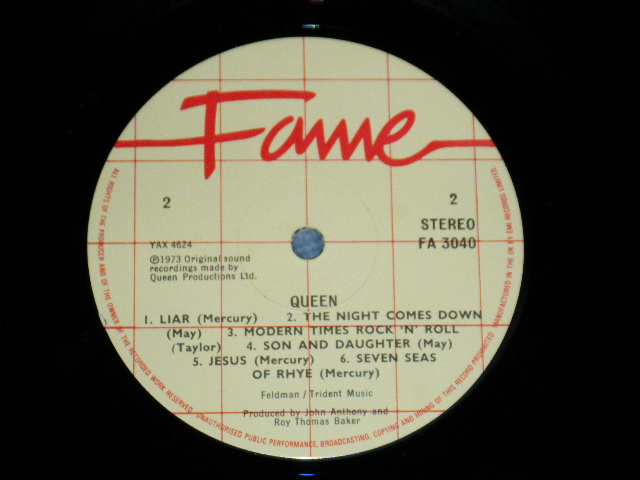 Fame
2
2
STEREO
FA 3040
YAX 4624
℗1973 Original sound
recordings made by
Queen Productions Ltd.
QUEEN
1. LIAR (Mercury) 2. THE NIGHT COMES DOWN
(May) 3. MODERN TIMES ROCK 'N' ROLL
(Taylor) 4. SON AND DAUGHTER (May)
5. JESUS (Mercury) 6. SEVEN SEAS
OF RHYE (Mercury)
Feldman / Trident Music
Produced by John Anthony and
Roy Thomas Baker
ALL RIGHTS OF THE PRODUCER AND OF THE OWNER OF THE RECORDED WORK RESERVED. UNAUTHORISED PUBLIC PERFORMANCE, BROADCASTING, COPYING AND HIRING OF THIS RECORD PROHIBITED. MANUFACTURED IN THE UK BY EMI RECORDS LIMITED